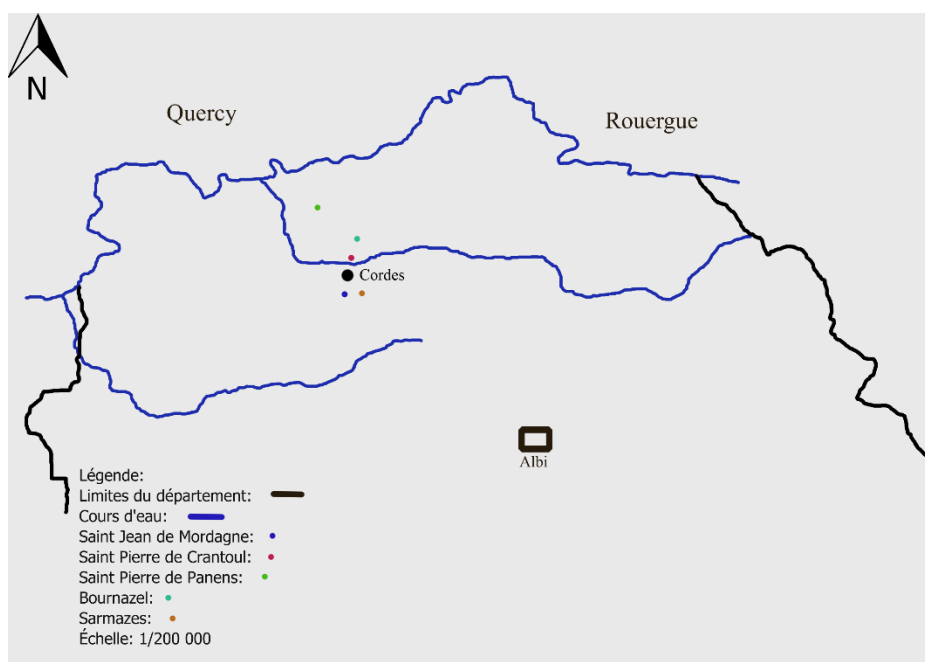 N
Quercy
Rouergue
Cordes
Albi
Légende:
Limites du département:
Cours d'eau:
Saint Jean de Mordagne:
Saint Pierre de Crantoul:
Saint Pierre de Panens:
Bournazel:
Sarmazes:
Échelle: 1/200 000